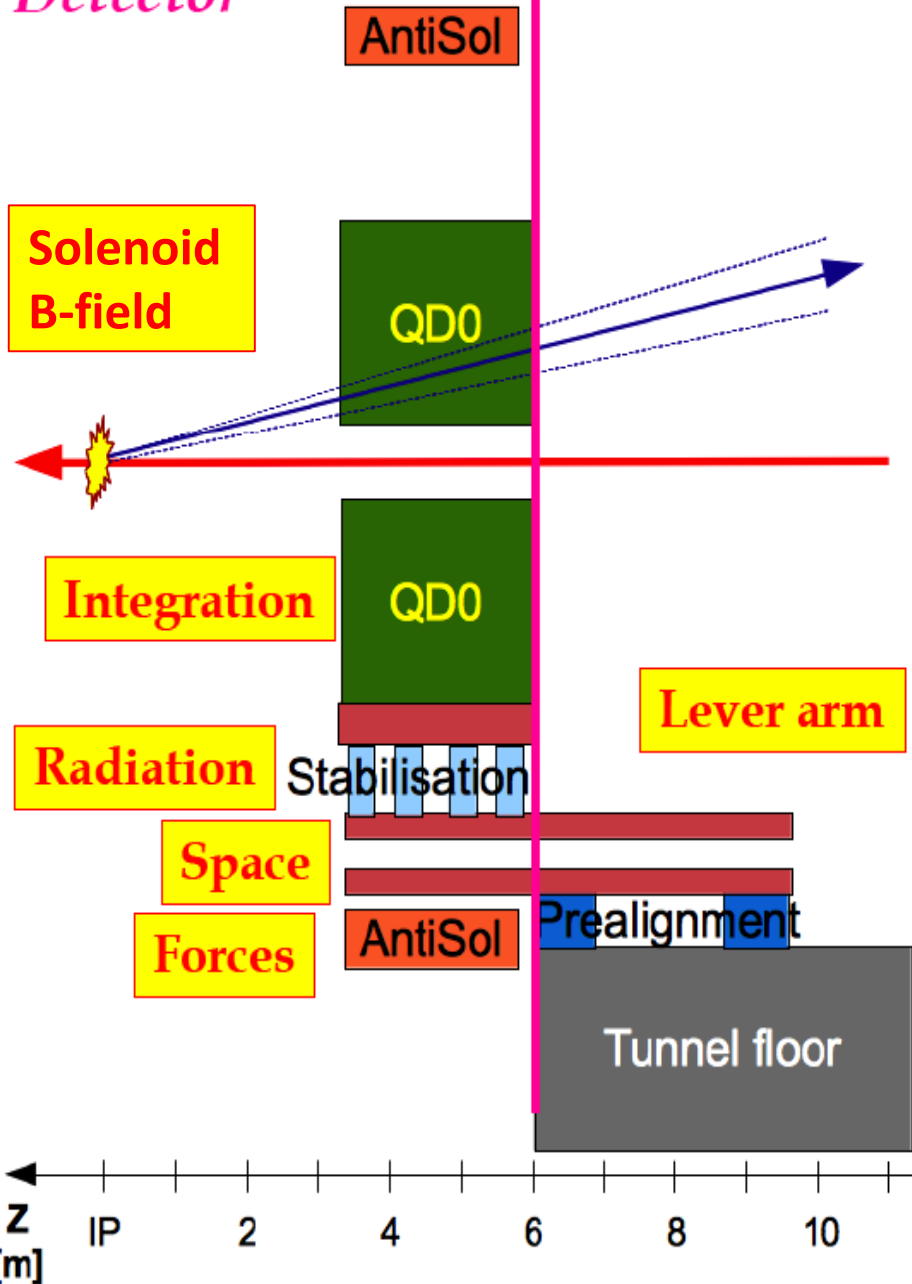 Detector
AntiSol
Solenoid
B-field
QD0
Integration
QD0
Lever arm
Radiation
Stabilisation
Space
Prealignment
Forces
AntiSol
Tunnel floor
Z
[m]
IP 2 4 6 8 10